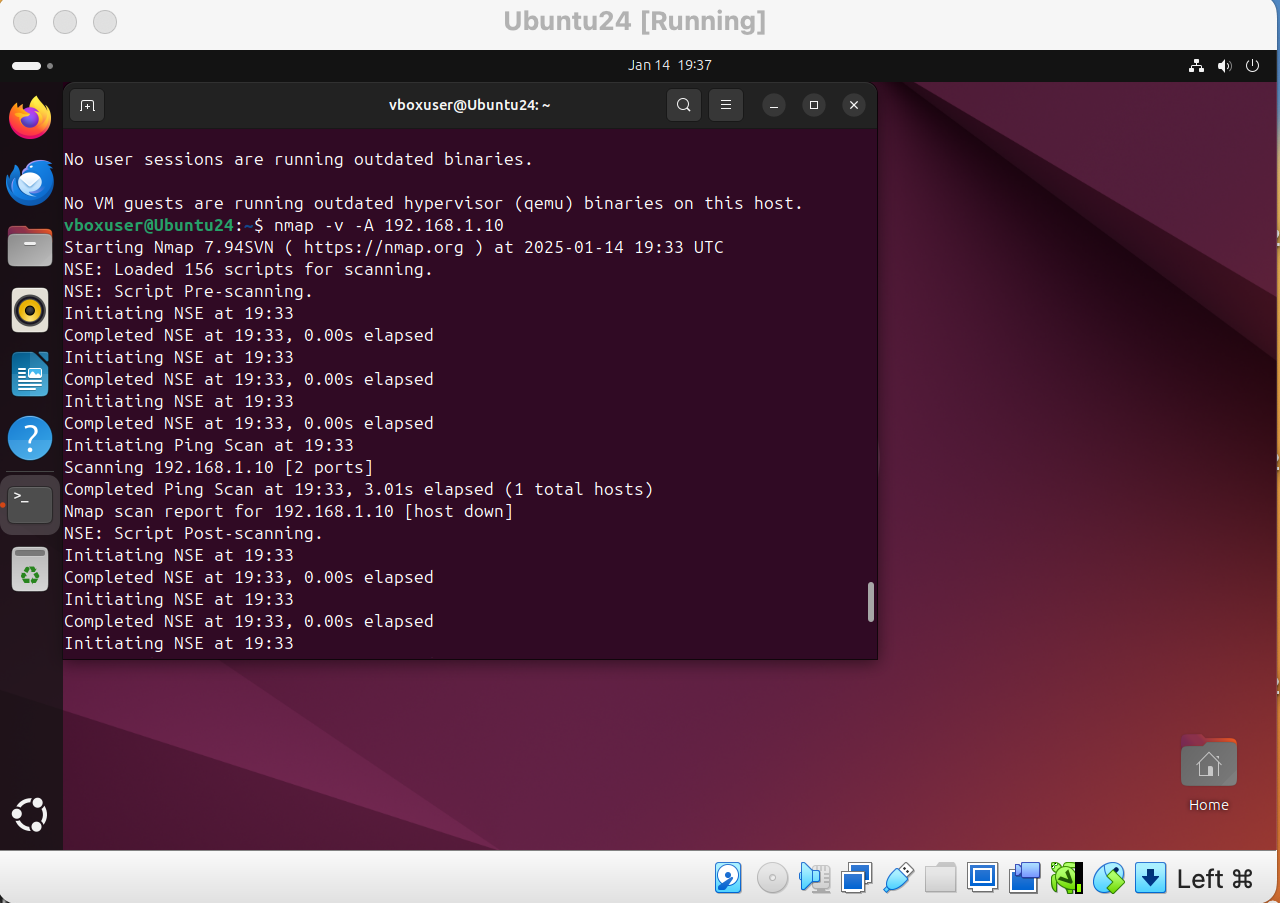 Ubuntu24 [Running]
Jan 14 19:37
vboxuser@Ubuntu24: ~
No user sessions are running outdated binaries.
No VM guests are running outdated hypervisor (qemu) binaries on this host.
vboxuser@Ubuntu24:~$ nmap -v -A 192.168.1.10
Starting Nmap 7.94SVN ( https://nmap.org ) at 2025-01-14 19:33 UTC
NSE: Loaded 156 scripts for scanning.
NSE: Script Pre-scanning.
Initiating NSE at 19:33
Completed NSE at 19:33, 0.00s elapsed
Initiating NSE at 19:33
Completed NSE at 19:33, 0.00s elapsed
Initiating NSE at 19:33
Completed NSE at 19:33, 0.00s elapsed
Initiating Ping Scan at 19:33
Scanning 192.168.1.10 [2 ports]
Completed Ping Scan at 19:33, 3.01s elapsed (1 total hosts)
Nmap scan report for 192.168.1.10 [host down]
NSE: Script Post-scanning.
Initiating NSE at 19:33
Completed NSE at 19:33, 0.00s elapsed
Initiating NSE at 19:33
Completed NSE at 19:33, 0.00s elapsed
Initiating NSE at 19:33
Home
Left ⌘